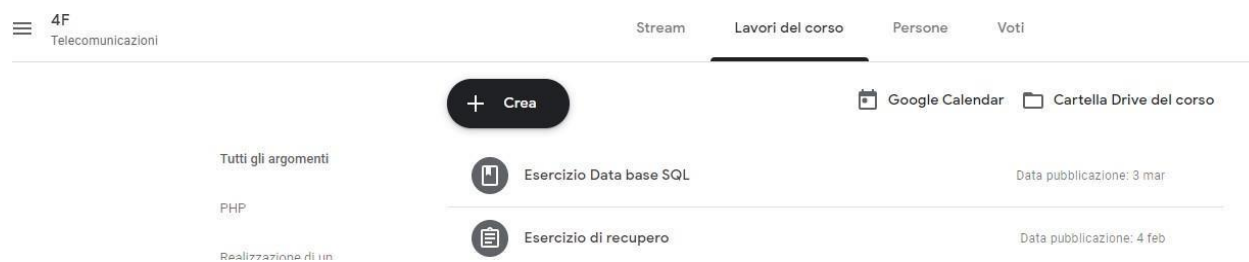 4F
Telecomunicazioni
Stream Lavori del corso Persone Voti
+ Crea
Google Calendar Cartella Drive del corso
Tutti gli argomenti
Esercizio Data base SQL Data pubblicazione: 3 mar
PHP
Esercizio di recupero Data pubblicazione: 4 feb
Realizzazione di un